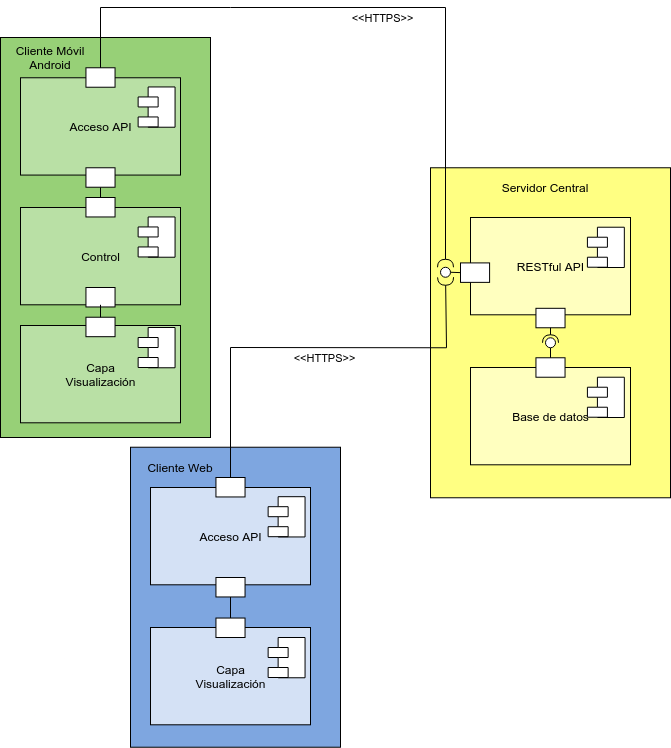 <<HTTPS>>
Cliente Móvil
Android
Acceso API
Control
Capa
Visualización
Servidor Central
RESTful API
Base de datos
<<HTTPS>>
Cliente Web
Acceso API
Capa
Visualización